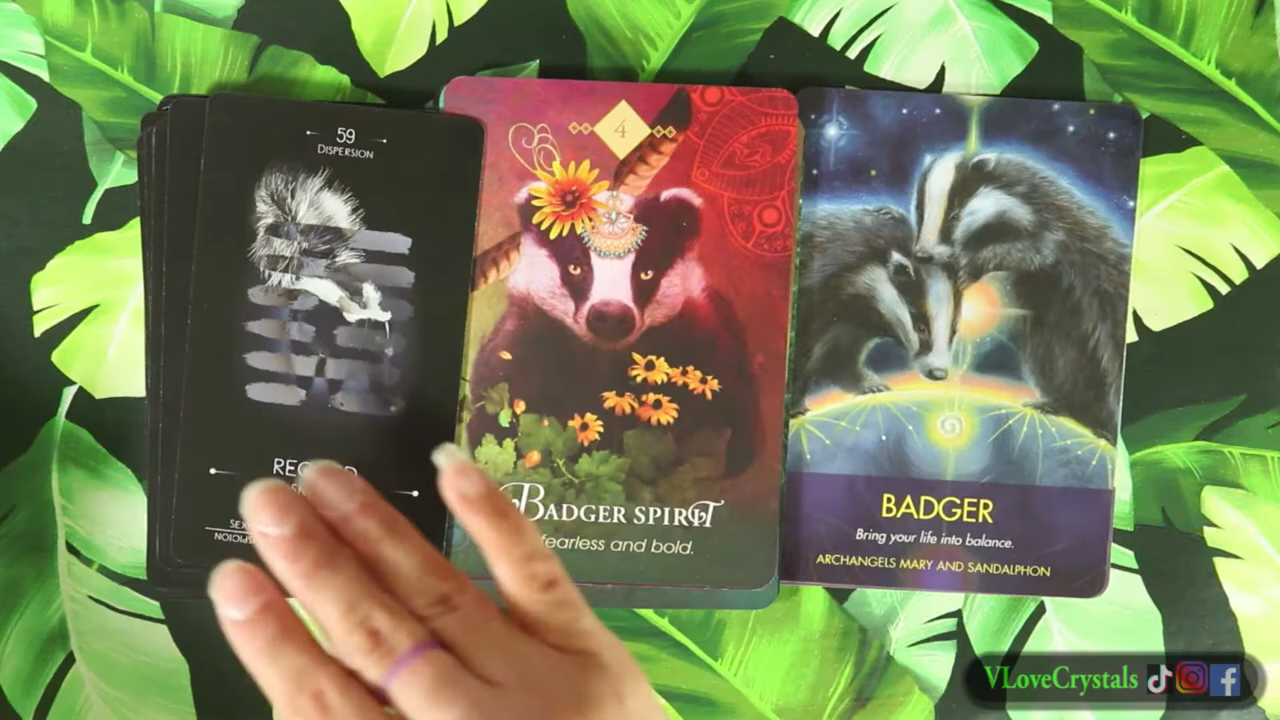 59
DISPERSION
4
BADGER SPIRIT
fearless and bold.
BADGER
Bring your life into balance.
ARCHANGELS MARY AND SANDALPHON
VLoveCrystals